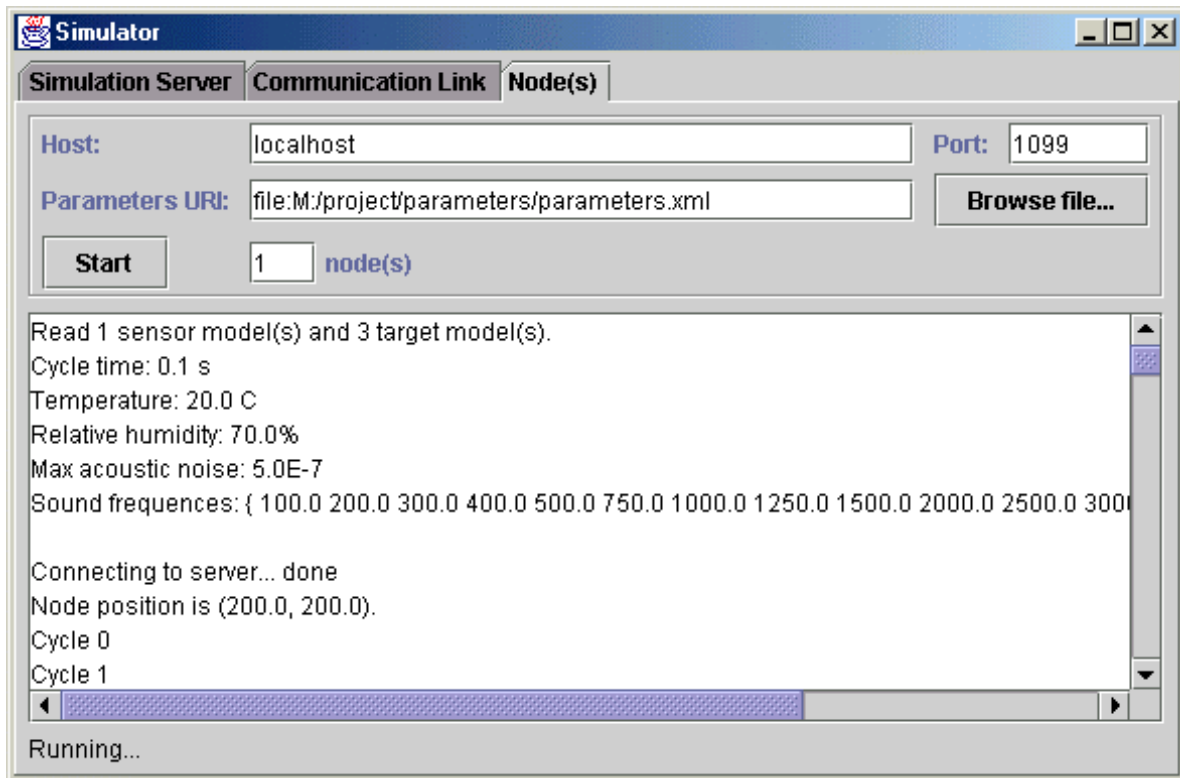 Simulator
Simulation Server Communication Link Node(s)
Host: localhost Port: 1099
Parameters URI: file:M:/project/parameters/parameters.xml Browse file...
Start 1 node(s)
Read 1 sensor model(s) and 3 target model(s).
Cycle time: 0.1 s
Temperature: 20.0 C
Relative humidity: 70.0%
Max acoustic noise: 5.0E-7
Sound frequences: { 100.0 200.0 300.0 400.0 500.0 750.0 1000.0 1250.0 1500.0 2000.0 2500.0
Connecting to server... done
Node position is (200.0, 200.0).
Cycle 0
Cycle 1
Running...